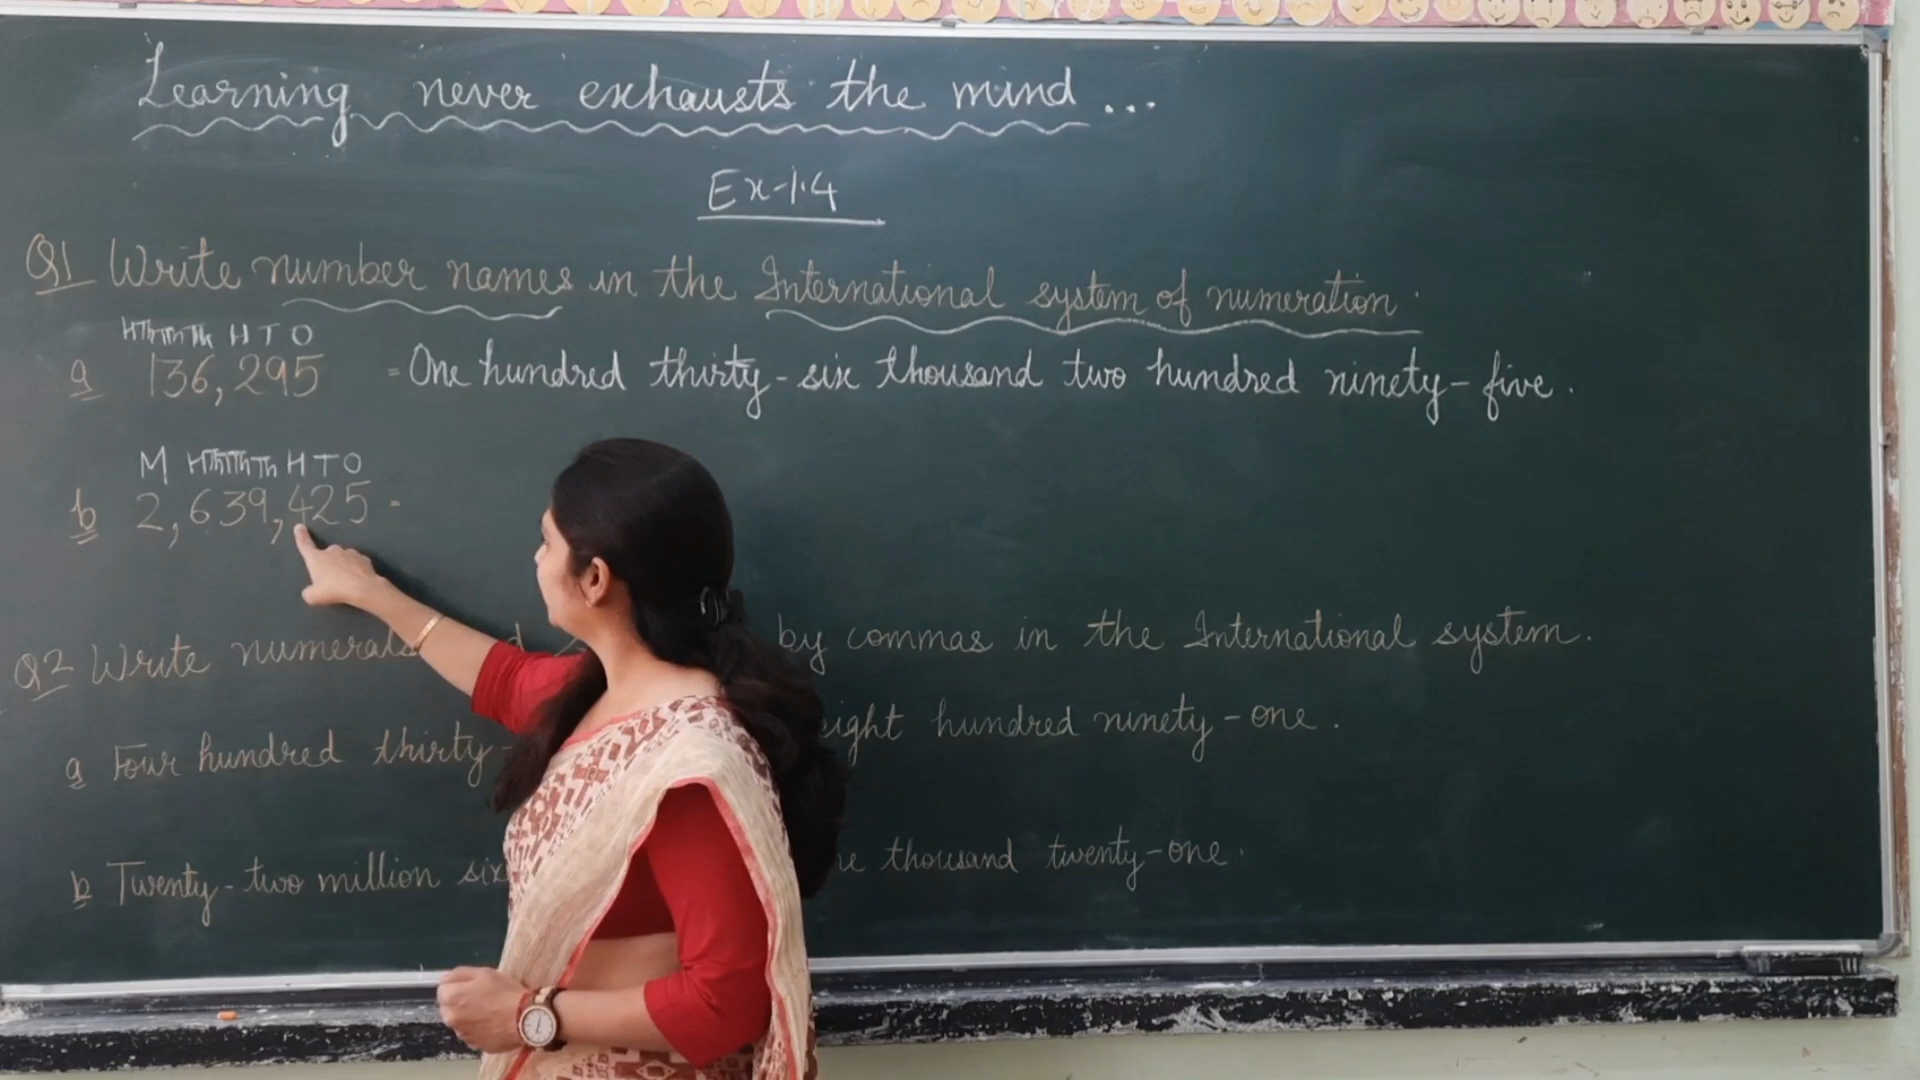 Learning never exhausts the mind ...
Ex-1.4
Q1 Write number names in the International system of numeration.
HTh TTh Th H T O
a 136,295 = One hundred thirty-six thousand two hundred ninety-five.
M HTh TTh Th H T O
b 2,639,425 =
Q2 Write numerals by commas in the International system.
a Four hundred thirty- eight hundred ninety-one.
b Twenty-two million thousand twenty-one.